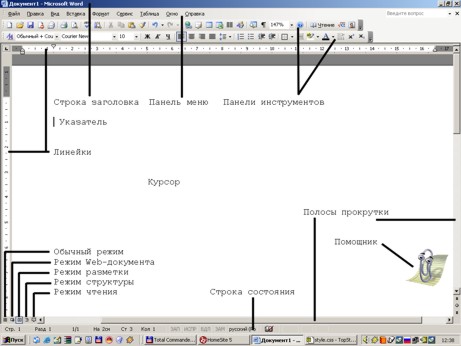 Документ1 - Microsoft Word
Файл Правка Вид Вставка Формат Сервис Таблица Окно Справка
Введите вопрос
147% Чтение
Обычный + Cou Courier New 10 Ж К Ч
Строка заголовка Панель меню Панели инструментов
Указатель
Линейки
Курсор
Полосы прокрутки
Помощник
Обычный режим
Режим Web-документа
Режим разметки
Режим структуры
Режим чтения
Строка состояния
Стр. 1 Разд 1 1/1 На 2см Ст 3 Кол 1 ЗАП ИСПР ВДЛ ЗАМ русский (Ро
Пуск Total Commande... HomeSite 5 Документ1 - ... style.css - TopSt... 12:38